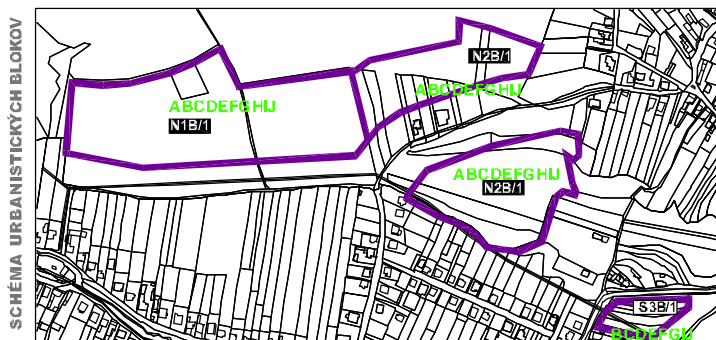 SCHÉMA URBANISTICKÝCH BLOKOV
N2B/1
ABCDEFGHIJ
ABCDEFGHIJ
N1B/1
ABCDEFGHIJ
N2B/1
S3B/1
BCDEFGIJ